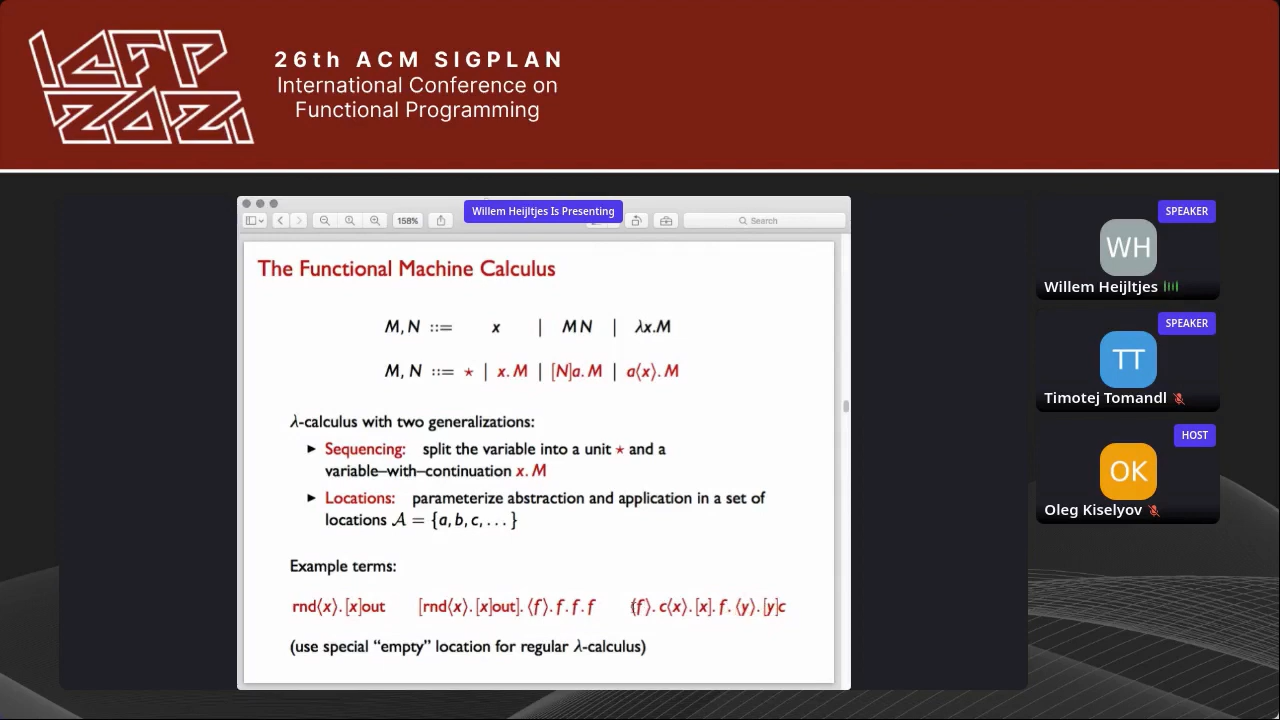 ICFP
2021
26th ACM SIGPLAN
International Conference on
Functional Programming
Willem Heijltjes Is Presenting
158%
Search
The Functional Machine Calculus
M, N ::= x | M N | λx.M
M, N ::= ⋆ | x. M | [N]a. M | a⟨x⟩. M
λ-calculus with two generalizations:
▸ Sequencing: split the variable into a unit ⋆ and a
variable–with–continuation x. M
▸ Locations: parameterize abstraction and application in a set of
locations 𝒜 = {a, b, c, . . . }
Example terms:
rnd⟨x⟩. [x]out [rnd⟨x⟩. [x]out]. ⟨f⟩. f. f. f ⟨f⟩. c⟨x⟩. [x]. f. ⟨y⟩. [y]c
(use special “empty” location for regular λ-calculus)
SPEAKER
WH
Willem Heijltjes
SPEAKER
TT
Timotej Tomandl
HOST
OK
Oleg Kiselyov